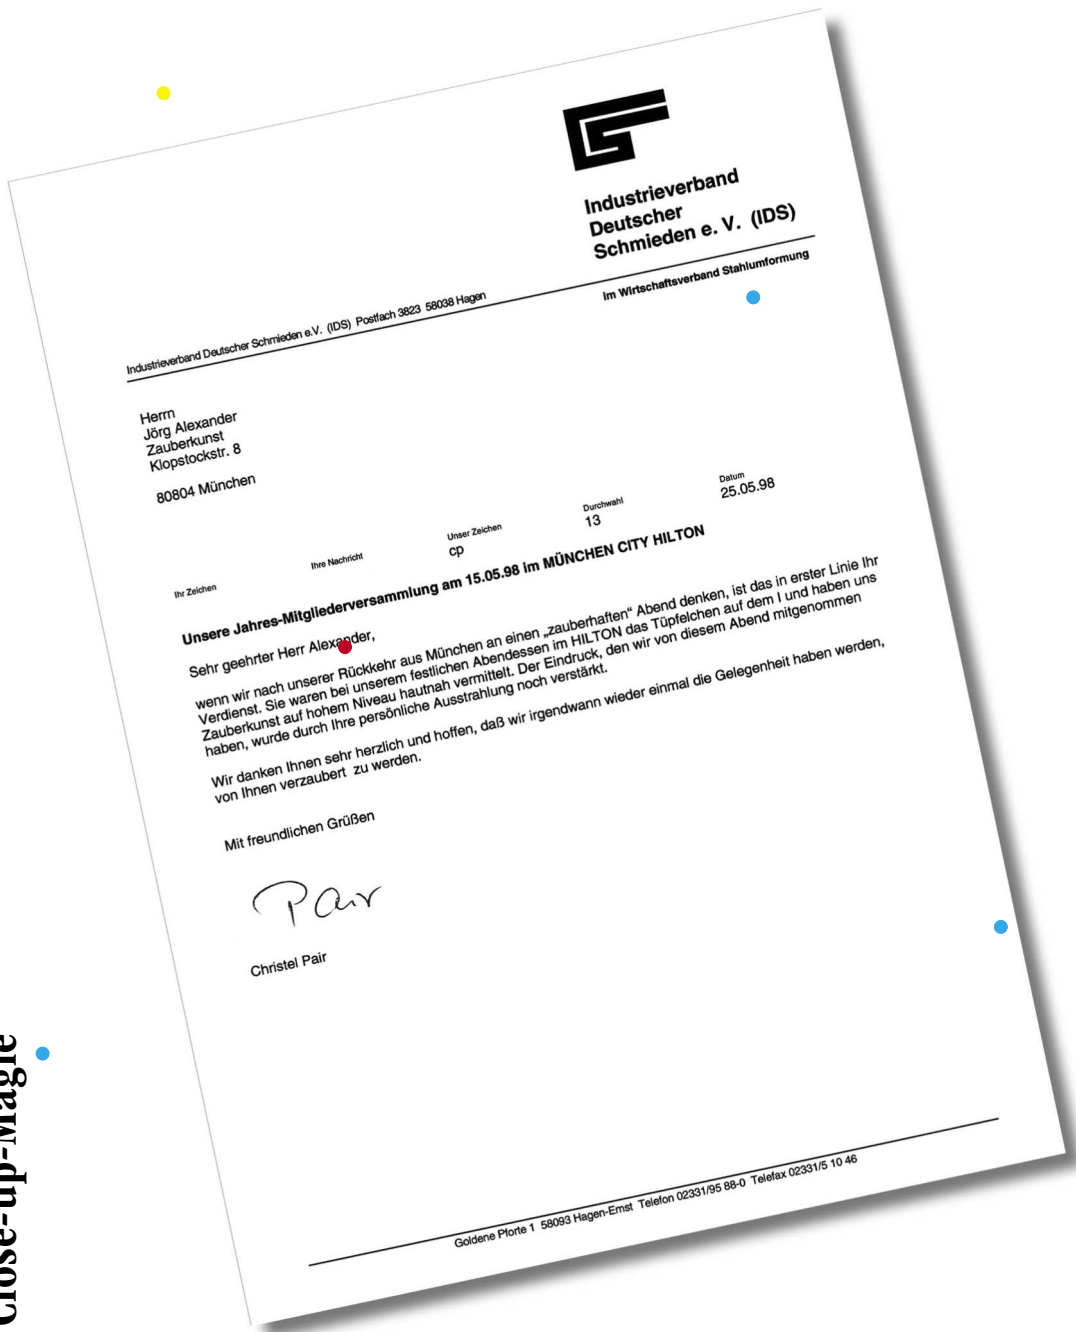 Industrieverband
Deutscher
Schmieden e. V. (IDS)
im Wirtschaftsverband Stahlumformung
Industrieverband Deutscher Schmieden e.V. (IDS) Postfach 3823 58038 Hagen
Herrn
Jörg Alexander
Zauberkunst
Klopstockstr. 8
80804 München
Ihr Zeichen
Ihre Nachricht
Unser Zeichen
cp
Durchwahl
13
Datum
25.05.98
Unsere Jahres-Mitgliederversammlung am 15.05.98 im MÜNCHEN CITY HILTON
Sehr geehrter Herr Alexander,
wenn wir nach unserer Rückkehr aus München an einen „zauberhaften“ Abend denken, ist das in erster Linie Ihr
Verdienst. Sie waren bei unserem festlichen Abendessen im HILTON das Tüpfelchen auf dem I und haben uns
Zauberkunst auf hohem Niveau hautnah vermittelt. Der Eindruck, den wir von diesem Abend mitgenommen
haben, wurde durch Ihre persönliche Ausstrahlung noch verstärkt.
Wir danken Ihnen sehr herzlich und hoffen, daß wir irgendwann wieder einmal die Gelegenheit haben werden,
von Ihnen verzaubert zu werden.
Mit freundlichen Grüßen
Pair
Christel Pair
Goldene Pforte 1 58093 Hagen-Emst Telefon 02331/95 88-0 Telefax 02331/5 10 46
Close-up-Magie